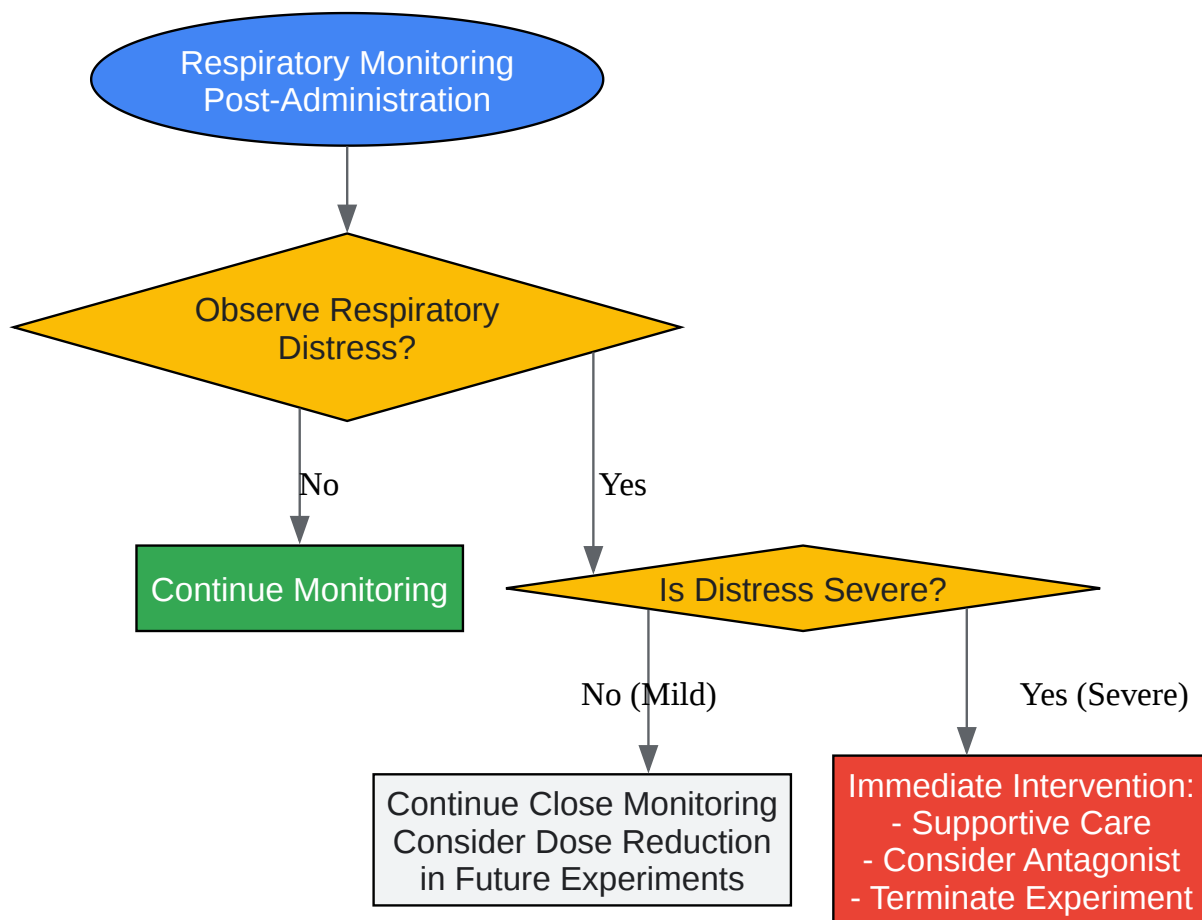 Respiratory Monitoring
Post-Administration
Observe Respiratory
Distress?
No
Yes
Continue Monitoring
Is Distress Severe?
No (Mild)
Yes (Severe)
Continue Close Monitoring
Consider Dose Reduction
in Future Experiments
Immediate Intervention:
- Supportive Care
- Consider Antagonist
- Terminate Experiment